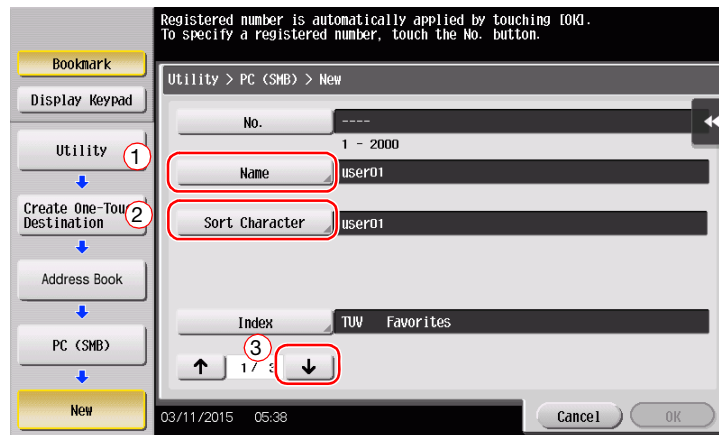 Registered number is automatically applied by touching [OK].
To specify a registered number, touch the No. button.
Bookmark
Display Keypad
Utility
1
Create One-Touch
Destination
2
Address Book
PC (SMB)
New
Utility > PC (SMB) > New
No.
----
1 - 2000
Name
user01
Sort Character
user01
Index
TUV Favorites
3
1/ 3
03/11/2015 05:38
Cancel
OK